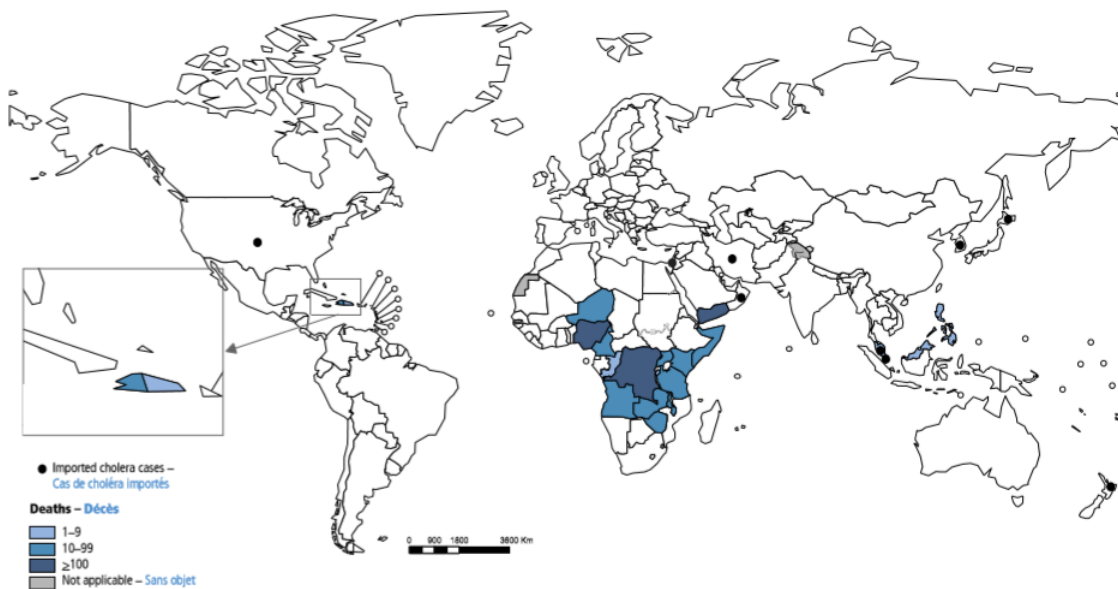 Imported cholera cases –
Cas de choléra importés
Deaths – Décès
1–9
10–99
≥100
Not applicable – Sans objet
0 900 1800 3600 Km